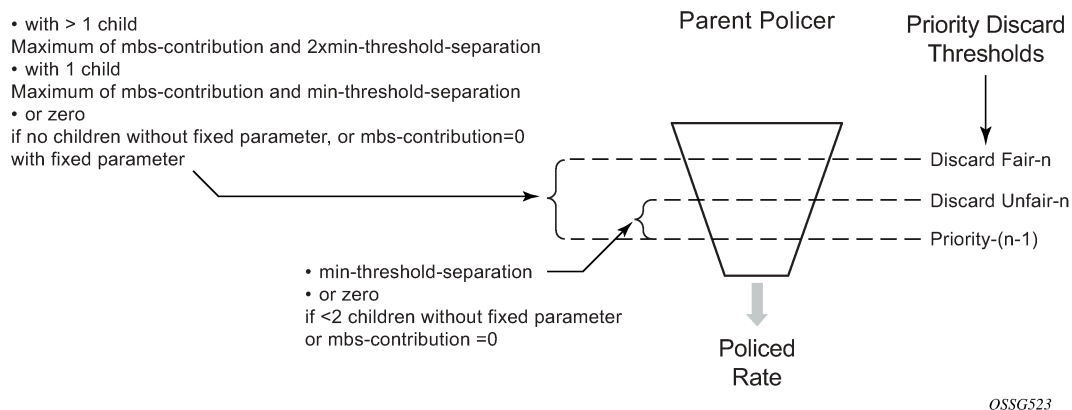 • with > 1 child
Maximum of mbs-contribution and 2xmin-threshold-separation
• with 1 child
Maximum of mbs-contribution and min-threshold-separation
• or zero
if no children without fixed parameter, or mbs-contribution=0
with fixed parameter
Parent Policer
Priority Discard
Thresholds
Discard Fair-n
Discard Unfair-n
Priority-(n-1)
• min-threshold-separation
• or zero
if <2 children without fixed parameter
or mbs-contribution =0
Policed
Rate
OSSG523